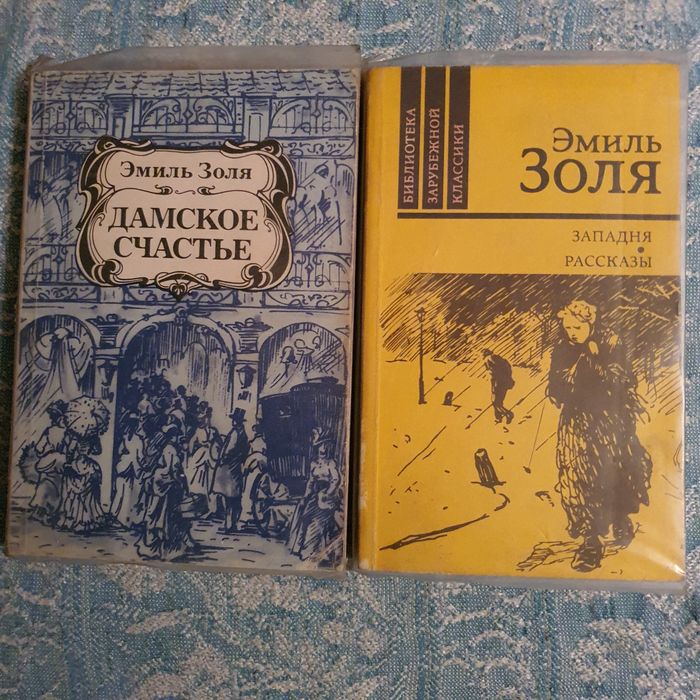 Эмиль Золя
ДАМСКОЕ
СЧАСТЬЕ
БИБЛИОТЕКА
ЗАРУБЕЖНОЙ
КЛАССИКИ
ЭМИЛЬ
ЗОЛЯ
ЗАПАДНЯ
РАССКАЗЫ